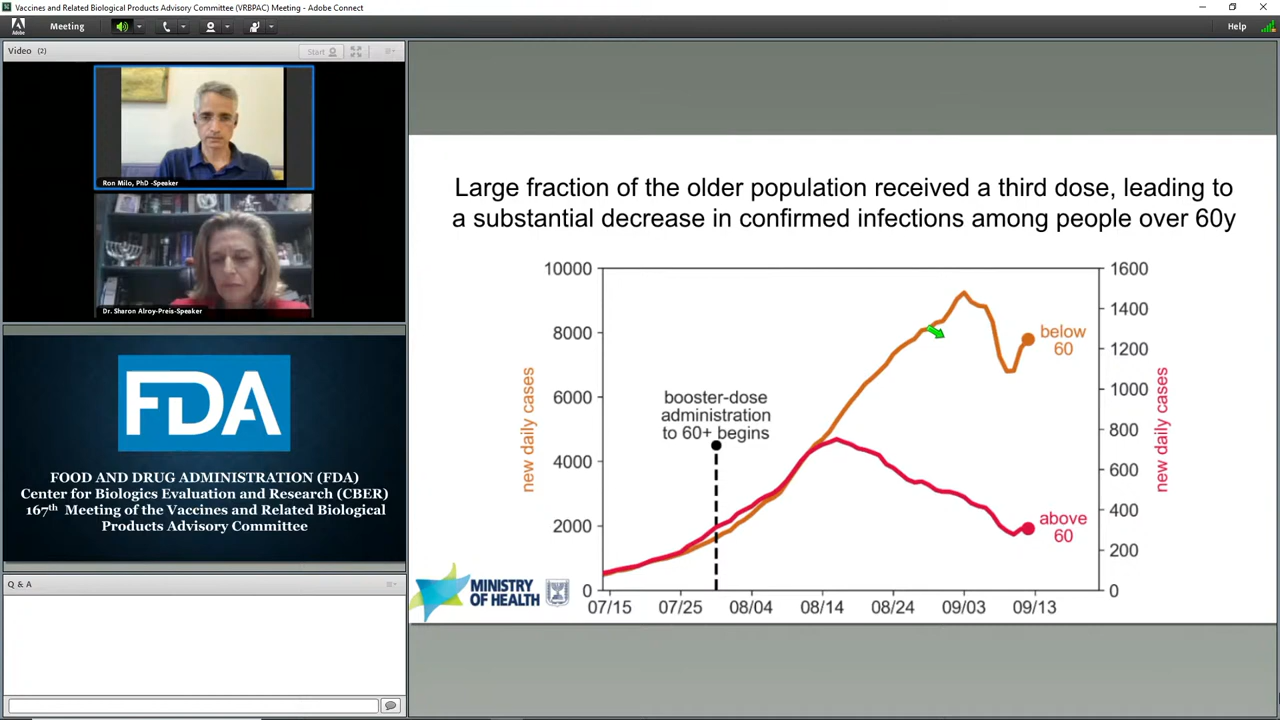 Vaccines and Related Biological Products Advisory Committee (VRBPAC) Meeting - Adobe Connect
Meeting
Help
Video (2)
Start
Ron Milo, PhD -Speaker
Dr. Sharon Alroy-Preis-Speaker
FDA
FOOD AND DRUG ADMINISTRATION (FDA)
Center for Biologics Evaluation and Research (CBER)
167th Meeting of the Vaccines and Related Biological
Products Advisory Committee
Q & A
Large fraction of the older population received a third dose, leading to
a substantial decrease in confirmed infections among people over 60y
10000
8000
6000
4000
2000
0
new daily cases
booster-dose
administration
to 60+ begins
below
60
above
60
1600
1400
1200
1000
800
600
400
200
0
new daily cases
07/15
07/25
08/04
08/14
08/24
09/03
09/13
MINISTRY
OF HEALTH